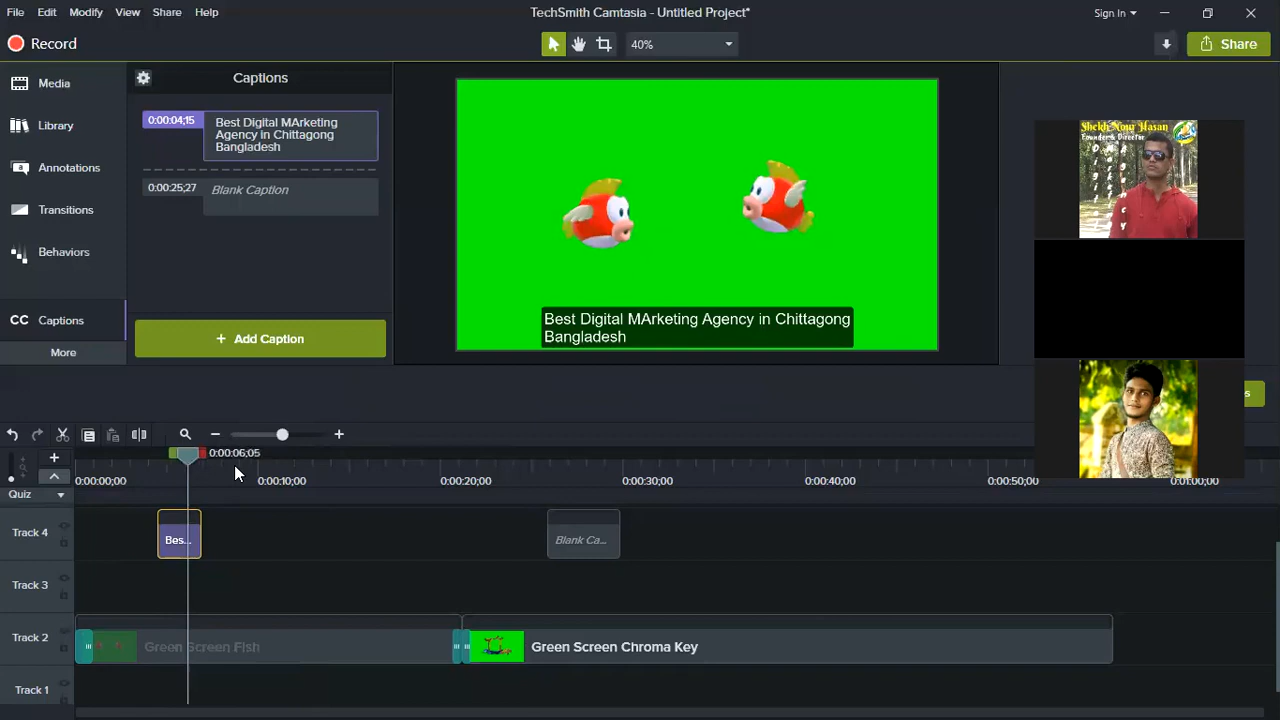 File Edit Modify View Share Help
TechSmith Camtasia - Untitled Project*
Sign In
Record
40%
Share
Media
Library
Annotations
Transitions
Behaviors
CC Captions
More
Captions
0:00:04;15
Best Digital MArketing
Agency in Chittagong
Bangladesh
0:00:25;27
Blank Caption
+ Add Caption
Best Digital MArketing Agency in Chittagong
Bangladesh
Shekh Nour Hasan
Founder & Director
s
0:00:06;05
0:00:00;00 0:00:10;00 0:00:20;00 0:00:30;00 0:00:40;00 0:00:50;00 0:01:00;00
Quiz
Track 4
Bes...
Blank Ca...
Track 3
Track 2
Green Screen Fish
Green Screen Chroma Key
Track 1